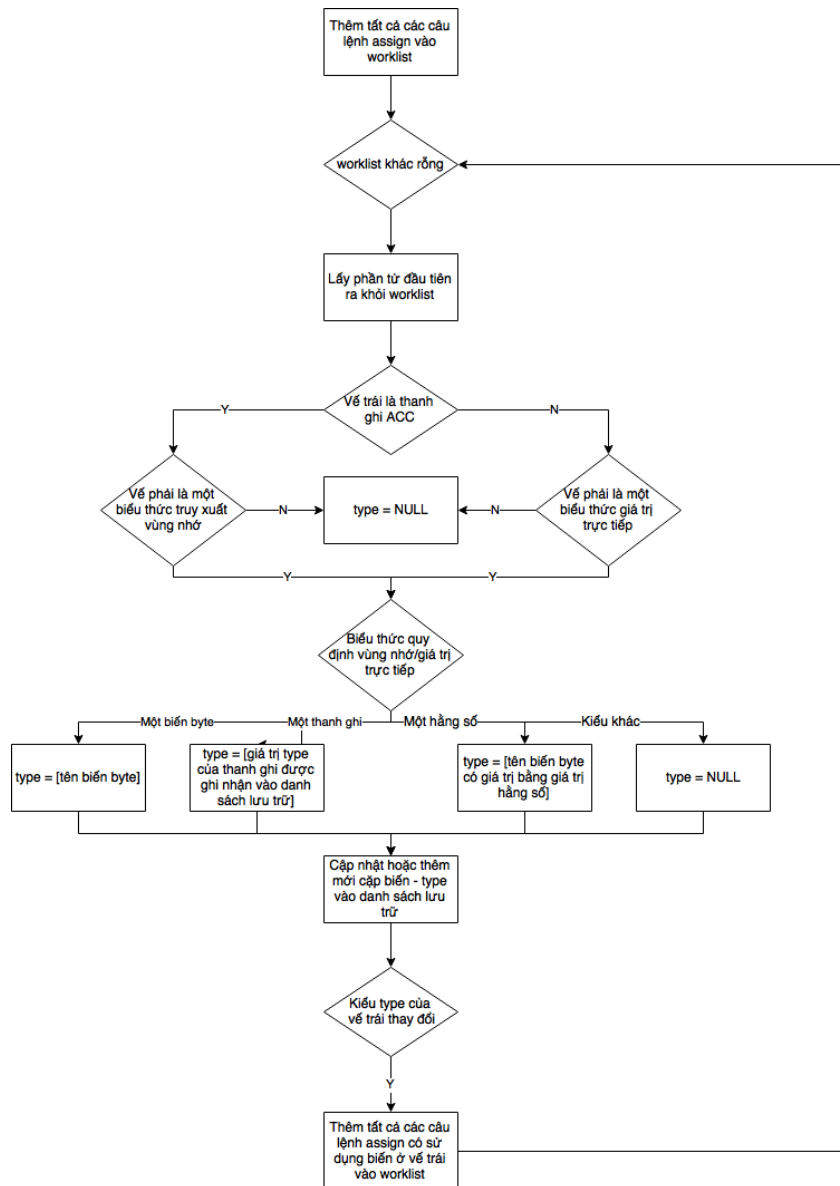 Thêm tất cả các câu
lệnh assign vào
worklist
worklist khác rỗng
Lấy phần tử đầu tiên
ra khỏi worklist
Vế trái là thanh
ghi ACC
Y
N
Vế phải là một
biểu thức truy xuất
vùng nhớ
N
type = NULL
N
Vế phải là một
biểu thức giá trị
trực tiếp
Y
Y
Biểu thức quy
định vùng nhớ/giá trị
trực tiếp
Một biến byte
Một thanh ghi
Một hằng số
Kiểu khác
type = [tên biến byte]
type = [giá trị type
của thanh ghi được
ghi nhận vào danh
sách lưu trữ]
type = [tên biến byte
có giá trị bằng giá trị
hằng số]
type = NULL
Cập nhật hoặc thêm
mới cặp biến - type
vào danh sách lưu
trữ
Kiểu type của
vế trái thay đổi
Y
Thêm tất cả các câu
lệnh assign có sử
dụng biến ở vế trái
vào worklist